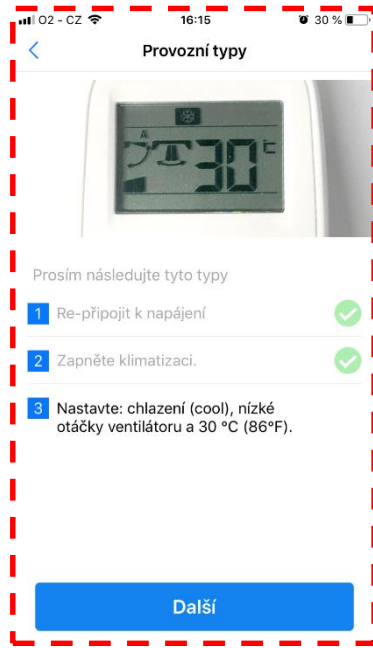 O2 - CZ 16:15 30 %
Provozní typy
A
30 °C
Prosím následujte tyto typy
1 Re-připojit k napájení
2 Zapněte klimatizaci.
3 Nastavte: chlazení (cool), nízké
otáčky ventilátoru a 30 °C (86°F).
Další